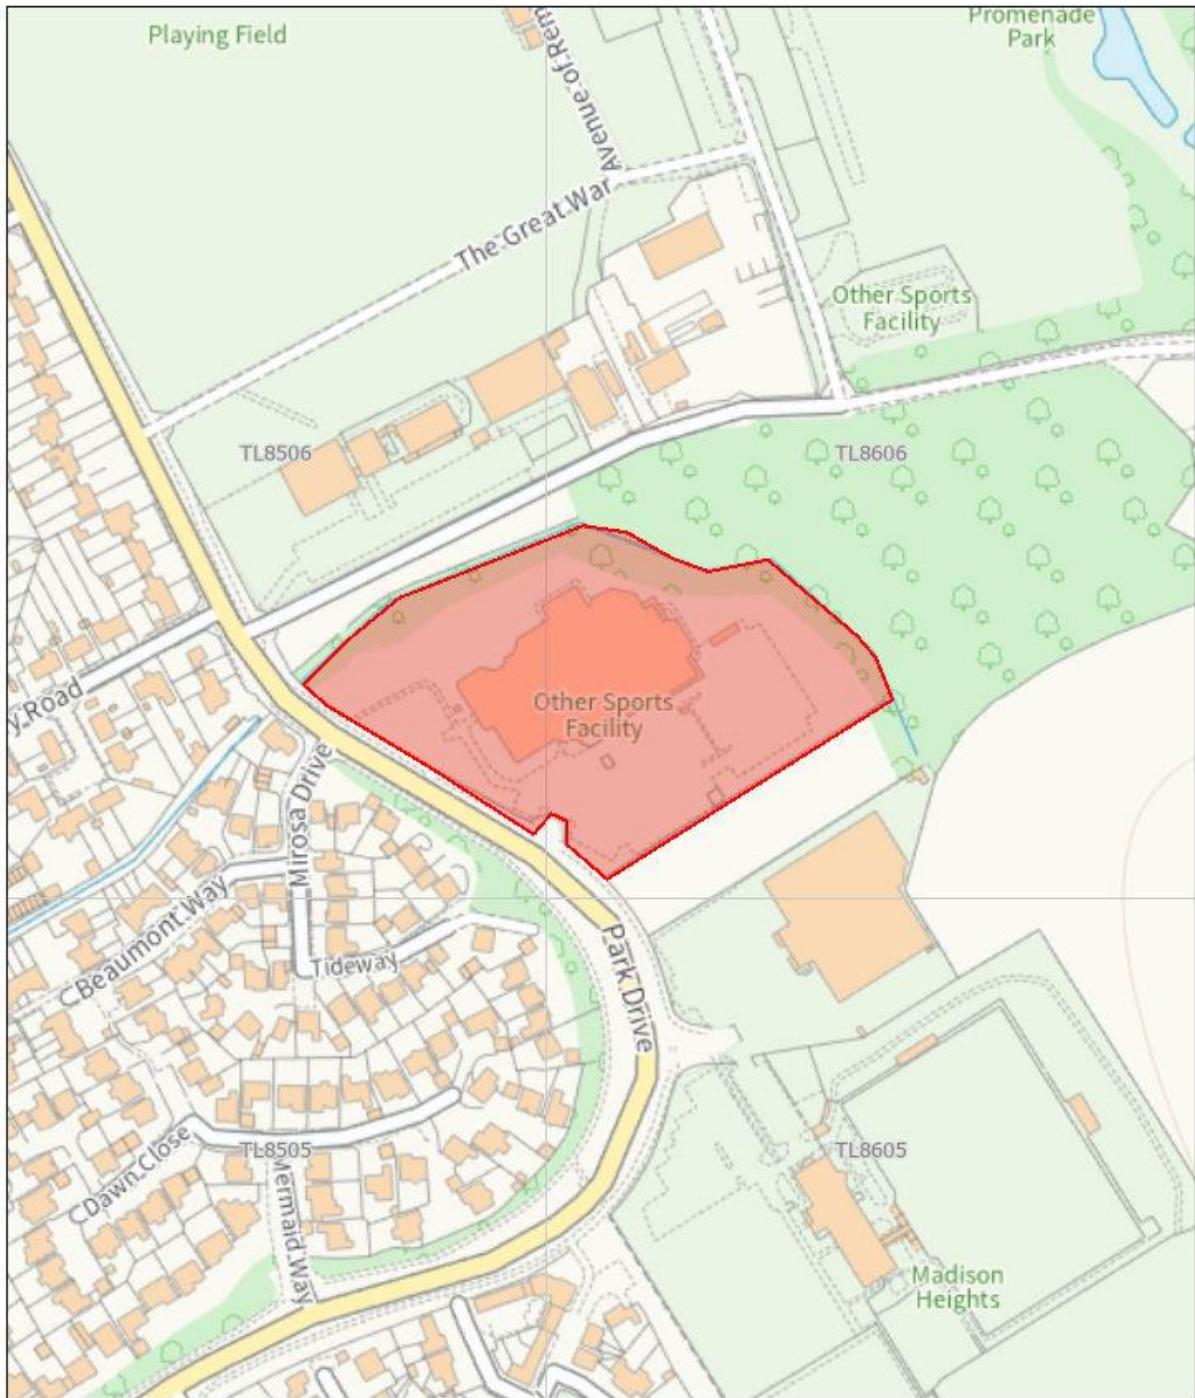 Promenade
Park
Playing Field
Avenue of Rem
The Great War
Other Sports
Facility
TL8506
TL8606
y Road
Other Sports
Facility
Mirosa Drive
Beaumont Way
Tideway
Park Drive
TL8505
TL8605
Dawn Close
Mermaid Way
Madison
Heights